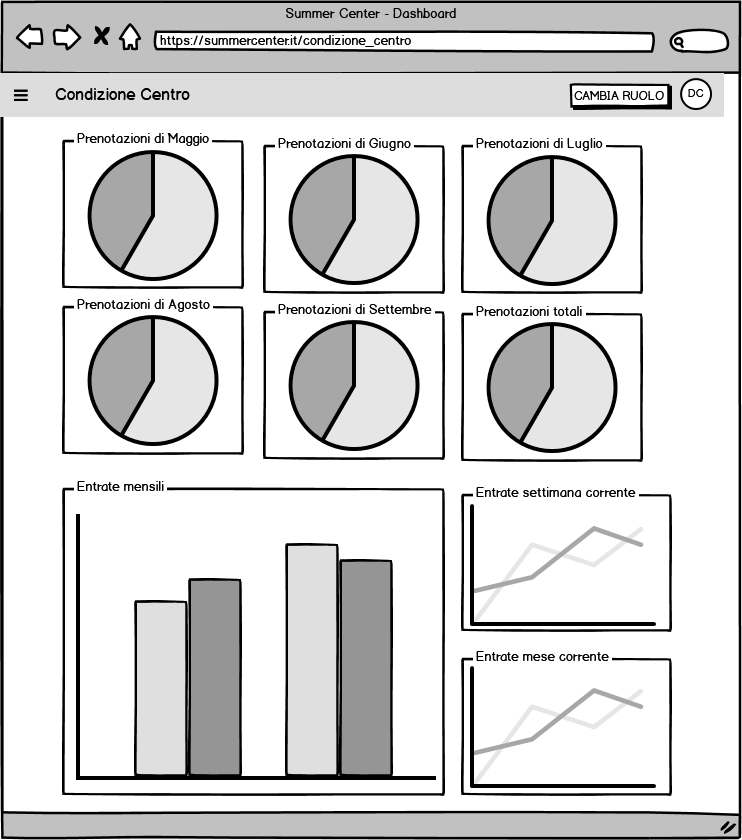 Summer Center - Dashboard
https://summercenter.it/condizione_centro
Condizione Centro
CAMBIA RUOLO
DC
Prenotazioni di Maggio
Prenotazioni di Giugno
Prenotazioni di Luglio
Prenotazioni di Agosto
Prenotazioni di Settembre
Prenotazioni totali
Entrate mensili
Entrate settimana corrente
Entrate mese corrente